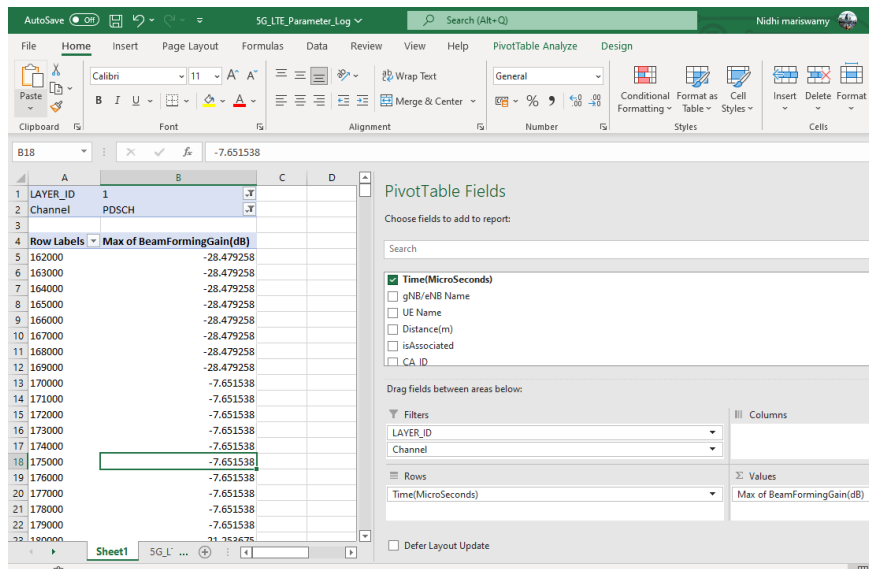 AutoSave Off 5G_LTE_Parameter_Log Search (Alt+Q) Nidhi mariswamy
File Home Insert Page Layout Formulas Data Review View Help PivotTable Analyze Design
Calibri 11 A^ A˅ Wrap Text General
Paste B I U A Merge & Center % 9 Conditional Formatting Format as Table Cell Styles Insert Delete Format
Clipboard Font Alignment Number Styles Cells
B18 fx -7.651538
A B C D
1 LAYER_ID 1
2 Channel PDSCH
3
4 Row Labels Max of BeamFormingGain(dB)
5 162000 -28.479258
6 163000 -28.479258
7 164000 -28.479258
8 165000 -28.479258
9 166000 -28.479258
10 167000 -28.479258
11 168000 -28.479258
12 169000 -28.479258
13 170000 -7.651538
14 171000 -7.651538
15 172000 -7.651538
16 173000 -7.651538
17 174000 -7.651538
18 175000 -7.651538
19 176000 -7.651538
20 177000 -7.651538
21 178000 -7.651538
22 179000 -7.651538
23 180000 21.253675
Sheet1 5G_L ...
PivotTable Fields
Choose fields to add to report:
Search
Time(MicroSeconds)
gNB/eNB Name
UE Name
Distance(m)
isAssociated
CA_ID
Drag fields between areas below:
Filters
LAYER_ID
Channel
Columns
Rows
Time(MicroSeconds)
Σ Values
Max of BeamFormingGain(dB)
Defer Layout Update